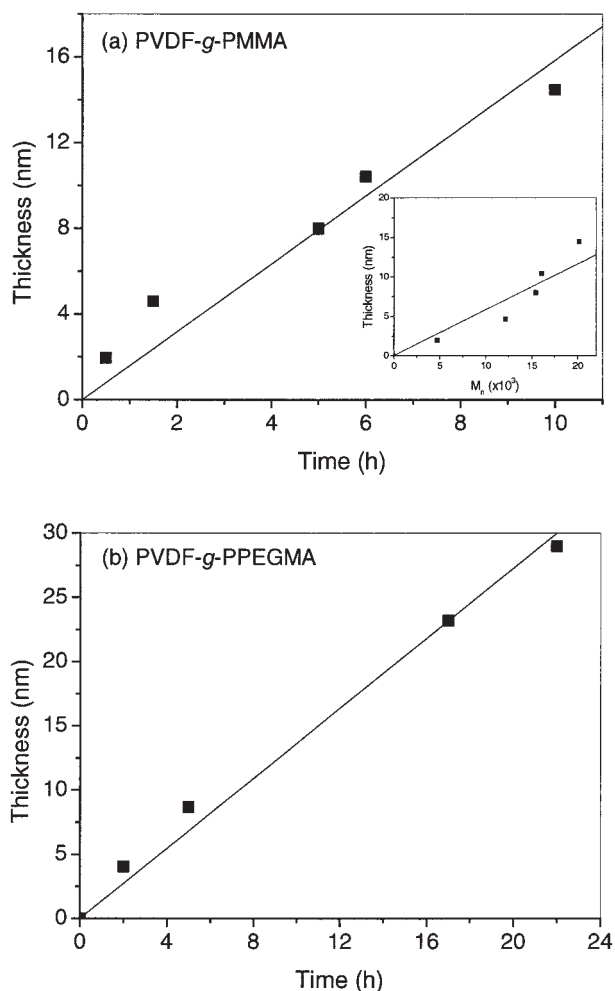 (a) PVDF-g-PMMA
16
12
8
4
0
Thickness (nm)
0 2 4 6 8 10
Time (h)
20
15
10
5
0
Thickness (nm)
0 5 10 15 20
Mn (x10³)
(b) PVDF-g-PPEGMA
30
25
20
15
10
5
0
Thickness (nm)
0 4 8 12 16 20 24
Time (h)